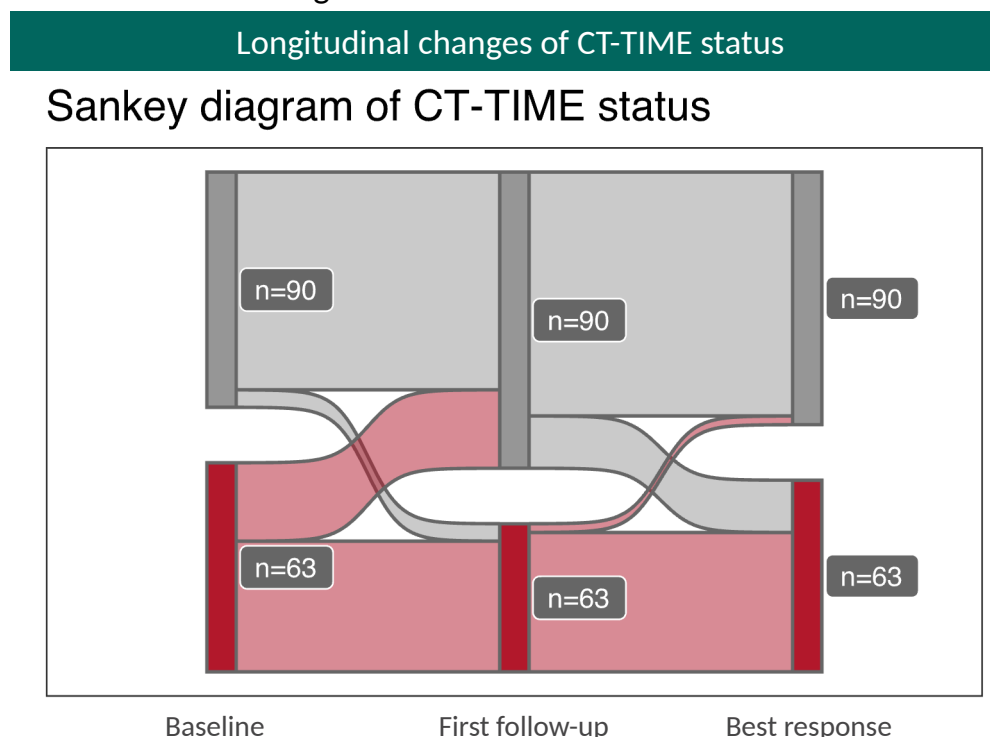 Longitudinal changes of CT-TIME status
Sankey diagram of CT-TIME status
n=90
n=90
n=90
n=63
n=63
n=63
Baseline First follow-up Best response